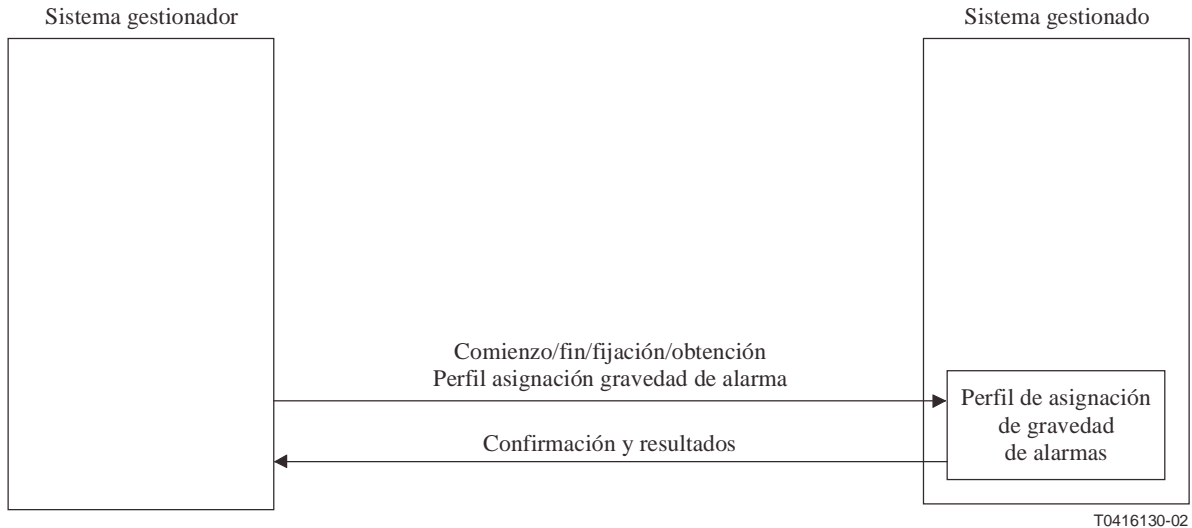 Sistema gestionador
Sistema gestionado
Comienzo/fin/fijación/obtención
Perfil asignación gravedad de alarma
Perfil de asignación
de gravedad
de alarmas
Confirmación y resultados
T0416130-02